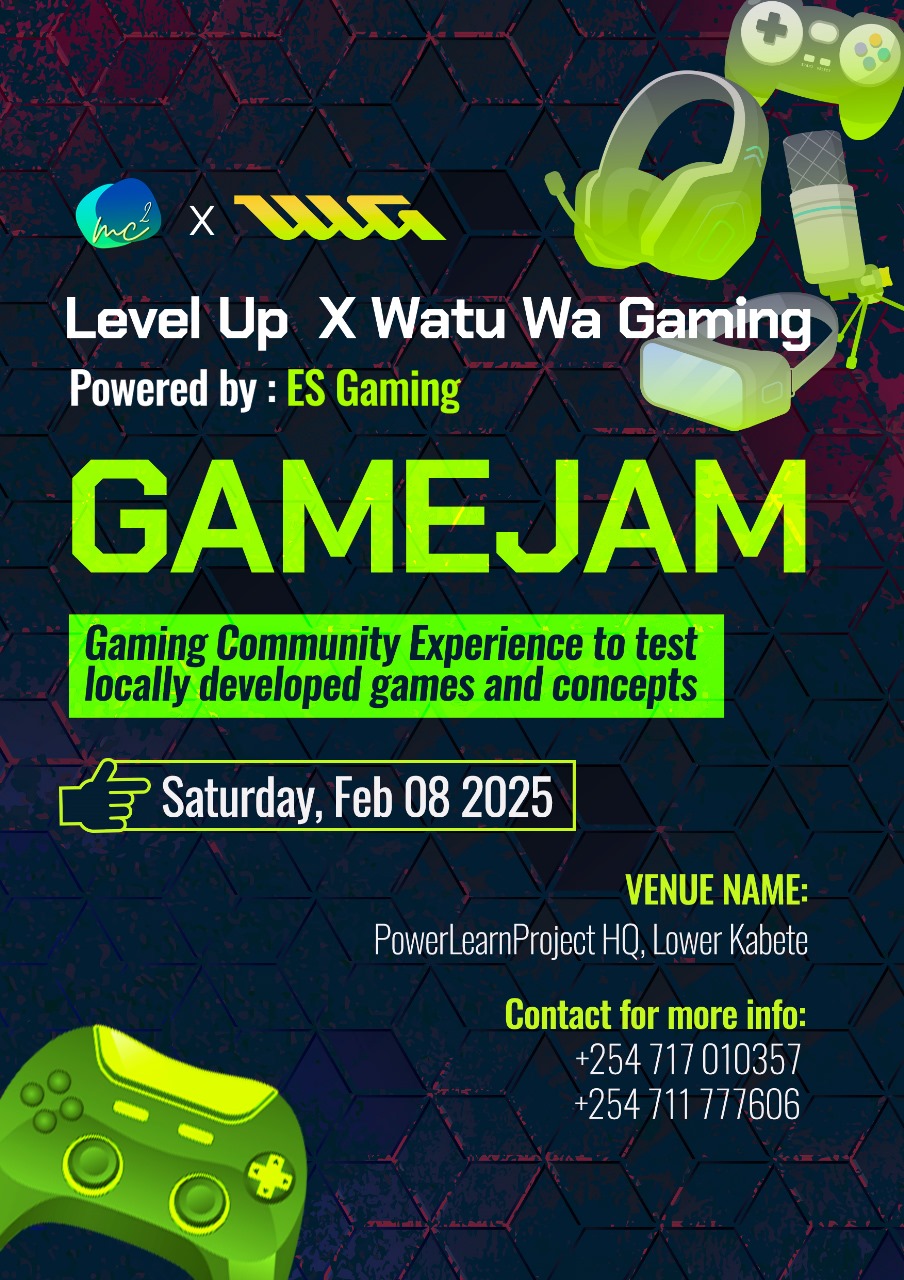 mc²
X
WWG
Level Up X Watu Wa Gaming
Powered by : ES Gaming
GAMEJAM
Gaming Community Experience to test
locally developed games and concepts
Saturday, Feb 08 2025
VENUE NAME:
PowerLearnProject HQ, Lower Kabete
Contact for more info:
+254 717 010357
+254 711 777606